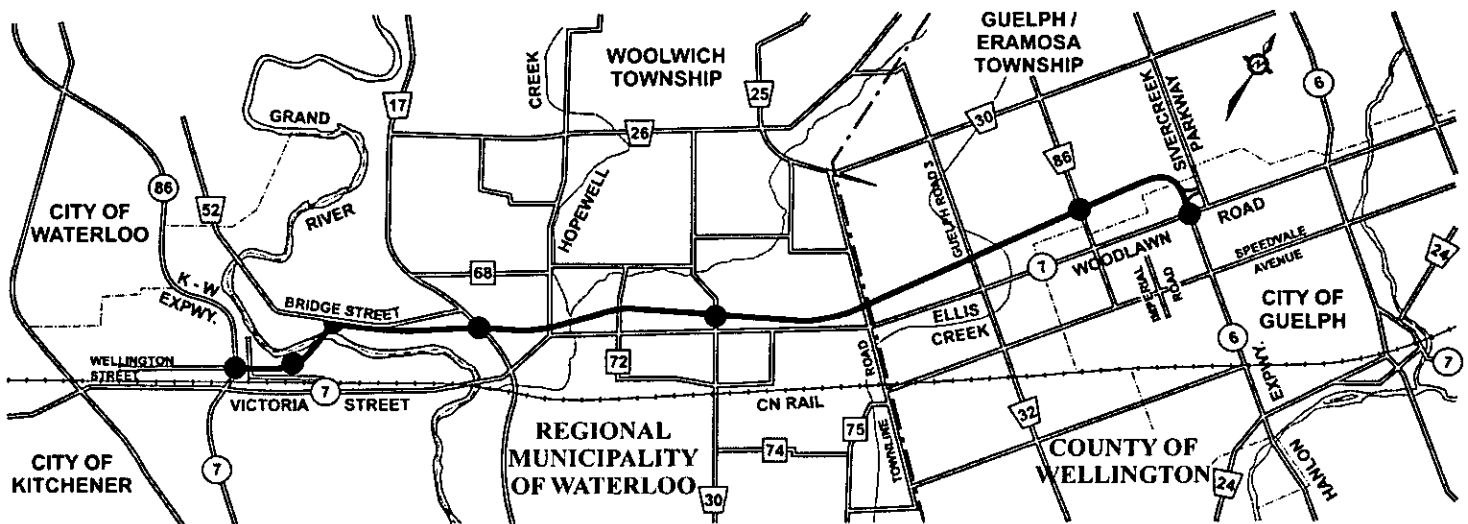 GUELPH /
ERAMOSA
TOWNSHIP
WOOLWICH
TOWNSHIP
CREEK
17
25
6
SIVERCREEK
PARKWAY
GRAND
26
30
86
86
52
RIVER
HOPEWELL
GUELPH ROAD 3
CITY OF
WATERLOO
ROAD
24
68
7
WOODLAWN
SPEEDVALE
AVENUE
K - W
EXPWY.
BRIDGE STREET
IMPERIAL
ROAD
CITY OF
GUELPH
ELLIS
CREEK
6
WELLINGTON
STREET
72
ROAD
7
7
VICTORIA
STREET
CN RAIL
EXPWY.
32
75
CITY OF
KITCHENER
7
REGIONAL
MUNICIPALITY
OF WATERLOO
74
TOWNLINE
COUNTY OF
WELLINGTON
HANLON
30
24